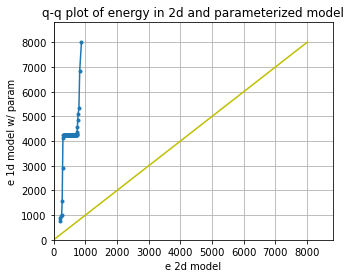 q-q plot of energy in 2d and parameterized model
8000
7000
6000
5000
4000
3000
2000
1000
0
e 1d model w/ param
0 1000 2000 3000 4000 5000 6000 7000 8000
e 2d model